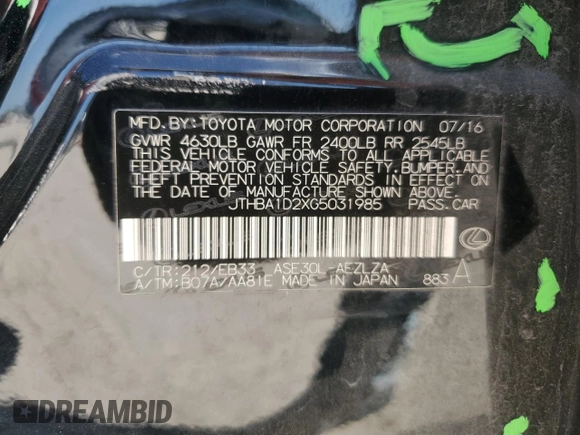 MFD. BY: TOYOTA MOTOR CORPORATION 07/16
GVWR 4630LB GAWR FR 2400LB RR 2545LB
THIS VEHICLE CONFORMS TO ALL APPLICABLE
FEDERAL MOTOR VEHICLE SAFETY, BUMPER, AND
THEFT PREVENTION STANDARDS IN EFFECT ON THE DATE
OF MANUFACTURE SHOWN ABOVE.
JTHBA1D2XG5031985 PASS.CAR
C/TR:212/EB33 ASE30L-AEZLZA
A/TM:B07A/AA81E MADE IN JAPAN 883 A
DREAMBID